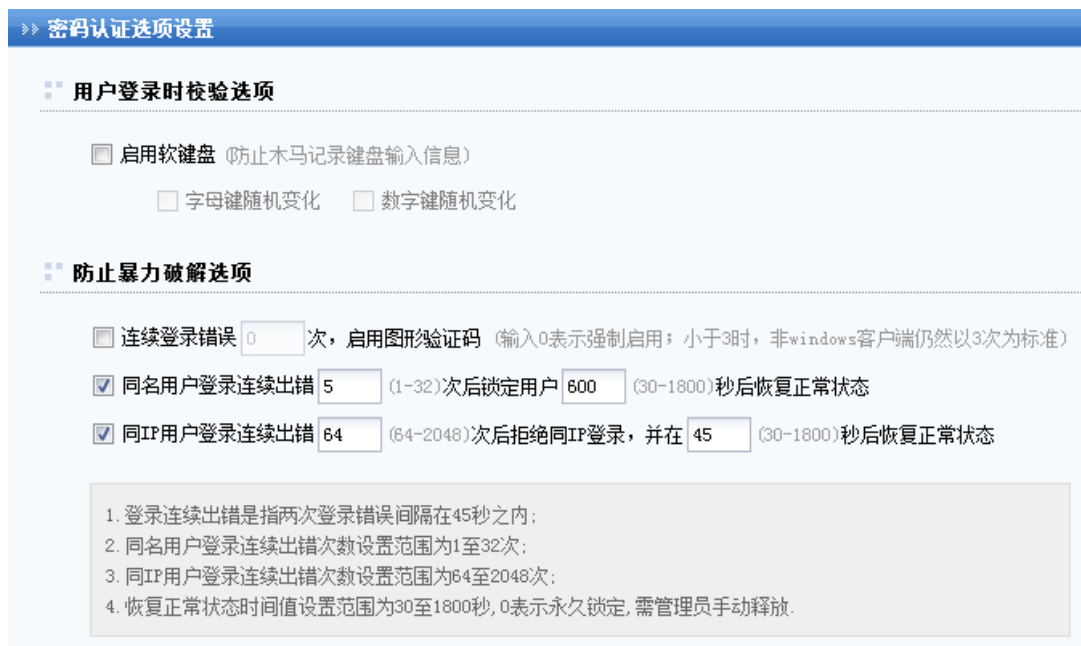 密码认证选项设置
用户登录时校验选项
启用软键盘 (防止木马记录键盘输入信息)
字母键随机变化 数字键随机变化
防止暴力破解选项
连续登录错误 0 次，启用图形验证码 (输入0表示强制启用；小于3时，非windows客户端仍然以3次为标准)
同名用户登录连续出错 5 (1-32)次后锁定用户 600 (30-1800)秒后恢复正常状态
同IP用户登录连续出错 64 (64-2048)次后拒绝同IP登录，并在 45 (30-1800)秒后恢复正常状态
1.登录连续出错是指两次登录错误间隔在45秒之内;
2.同名用户登录连续出错次数设置范围为1至32次;
3.同IP用户登录连续出错次数设置范围为64至2048次;
4.恢复正常状态时间值设置范围为30至1800秒,0表示永久锁定,需管理员手动释放.